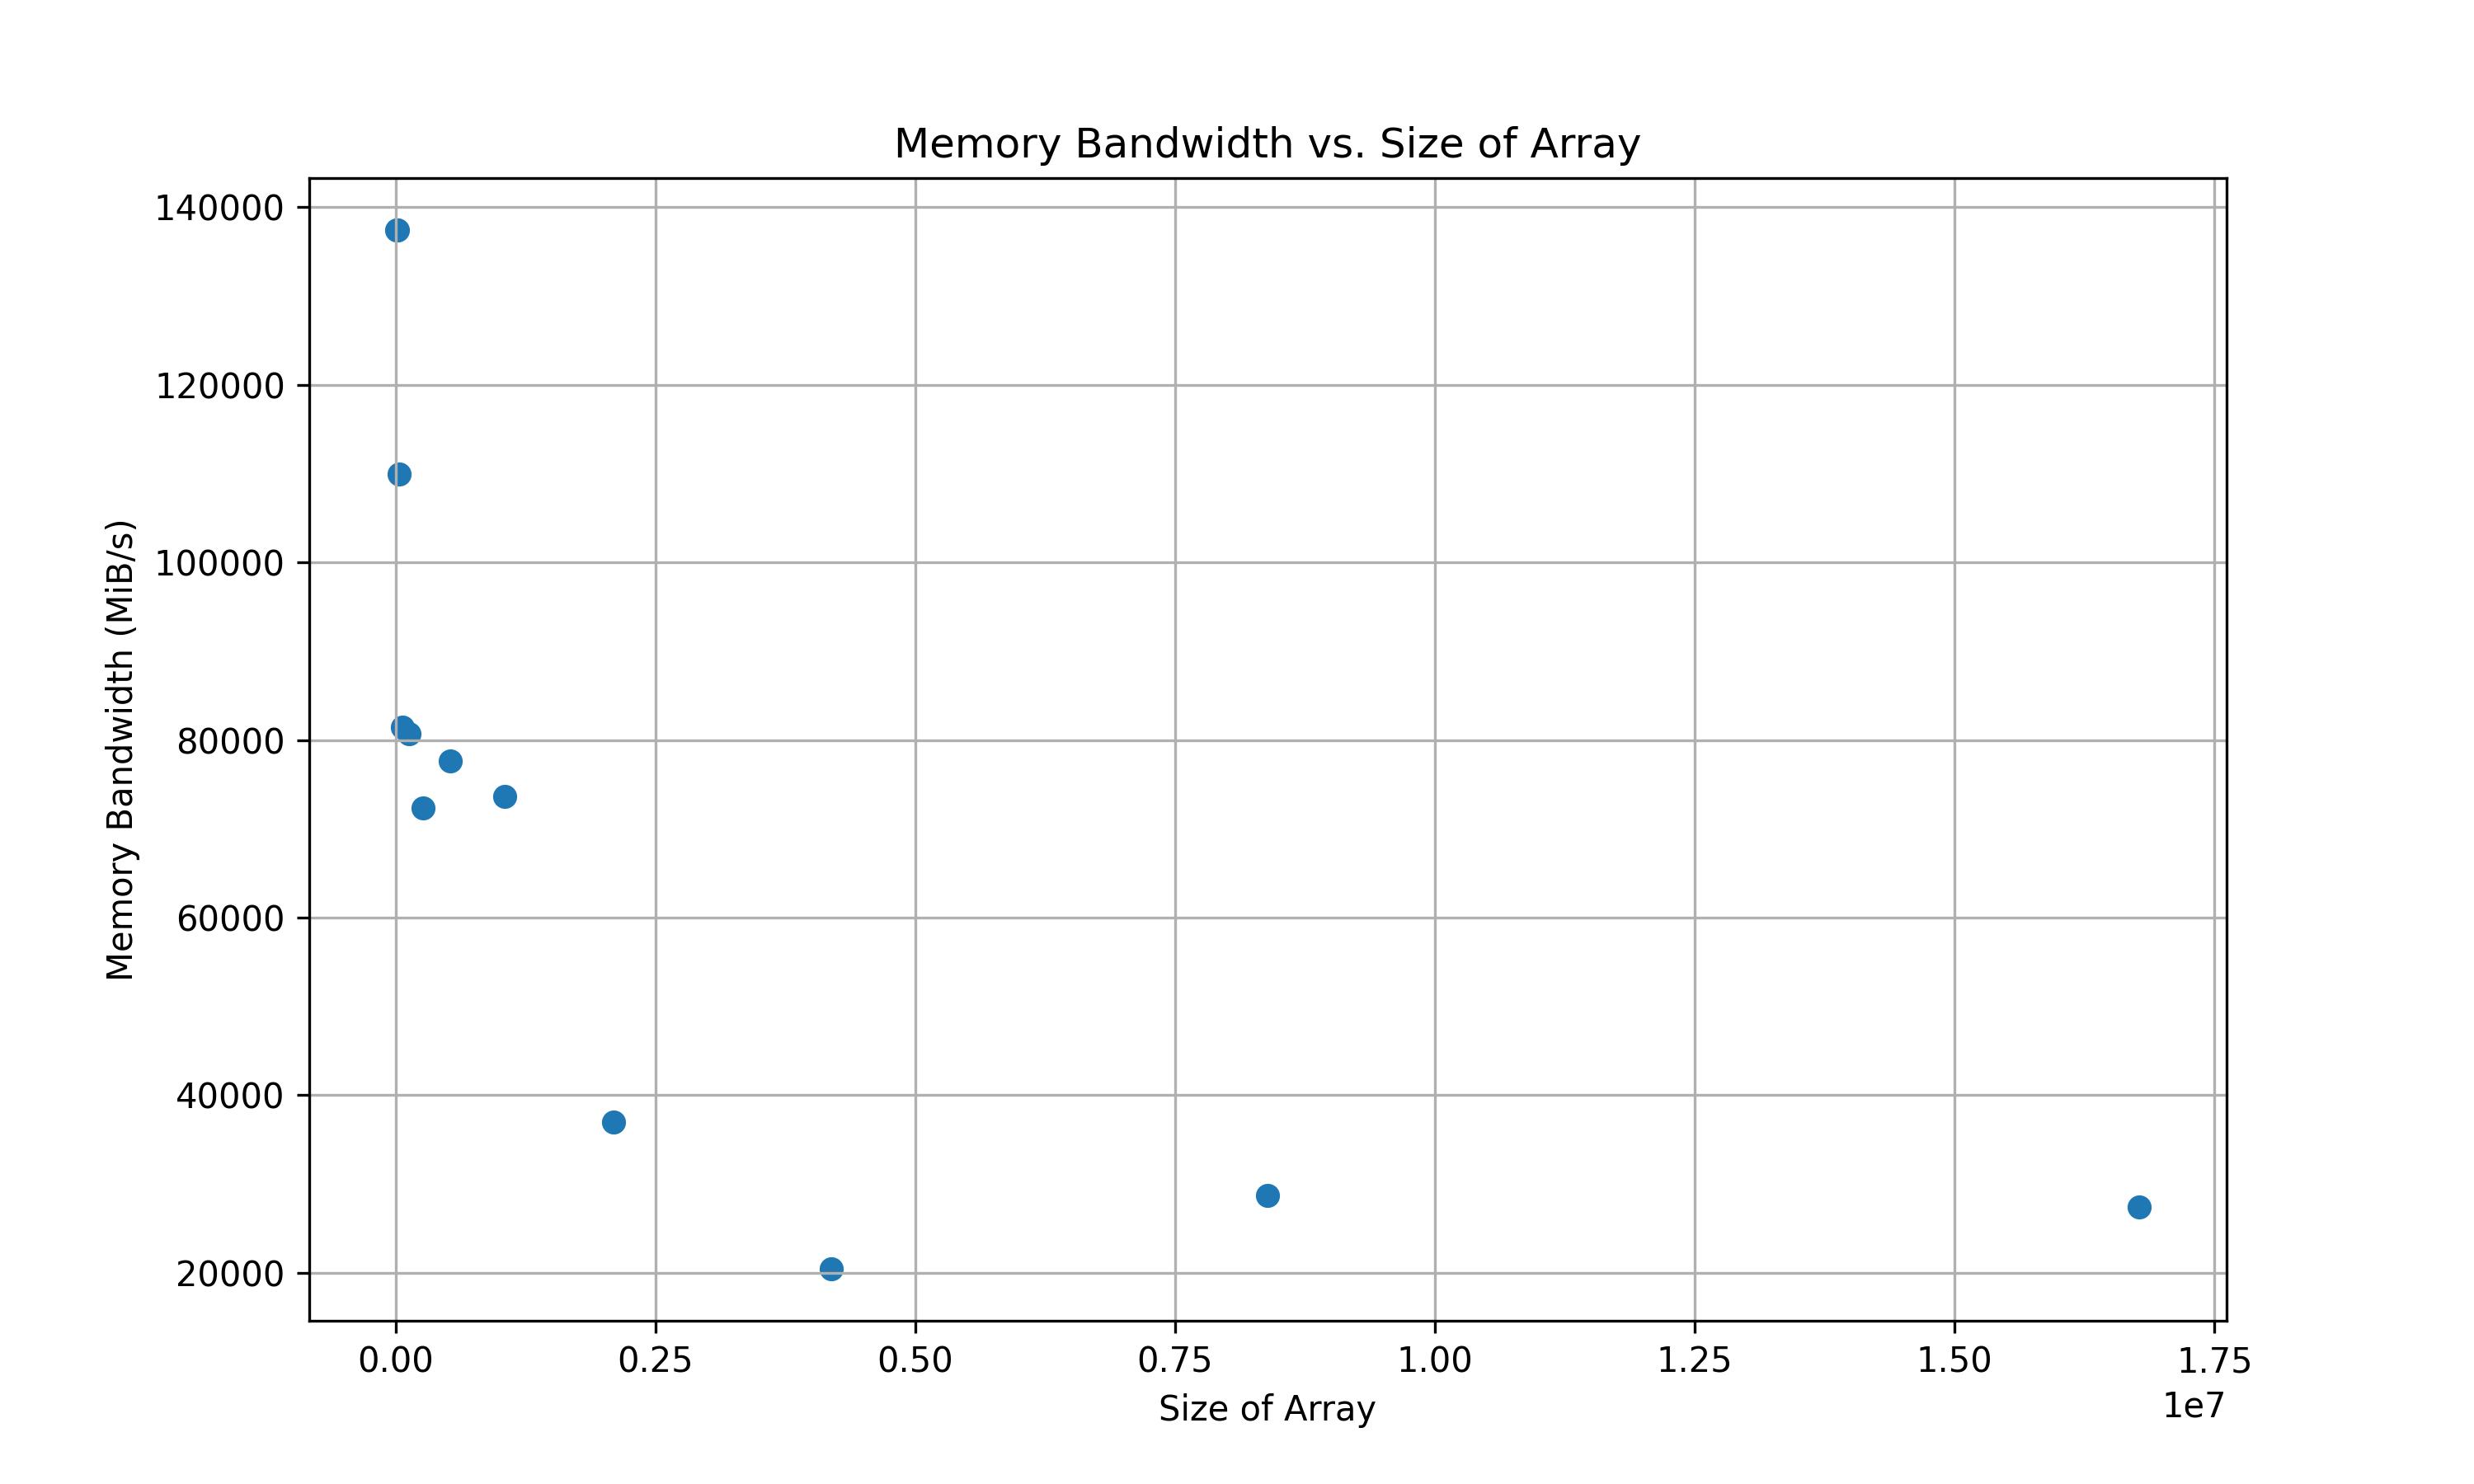 Memory Bandwidth vs. Size of Array
140000
120000
100000
80000
60000
40000
20000
Memory Bandwidth (MiB/s)
0.00 0.25 0.50 0.75 1.00 1.25 1.50 1.75
1e7
Size of Array